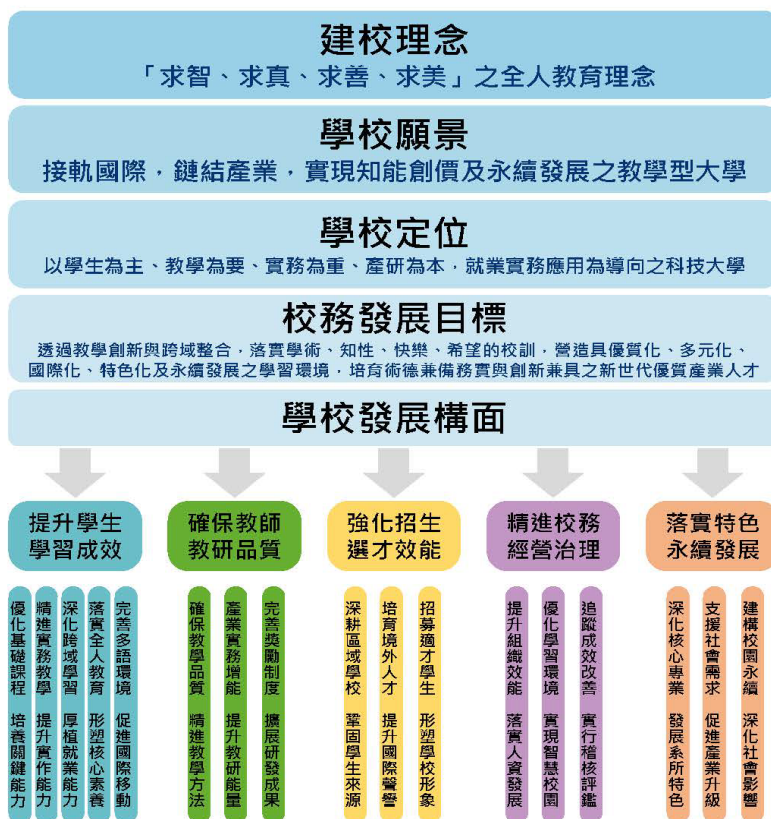 建校理念
「求智、求真、求善、求美」之全人教育理念
學校願景
接軌國際，鏈結產業，實現知能創價及永續發展之教學型大學
學校定位
以學生為主、教學為要、實務為重、產研為本，就業實務應用為導向之科技大學
校務發展目標
透過教學創新與跨域整合，落實學術、知性、快樂、希望的校訓，營造具優質化、多元化、
國際化、特色化及永續發展之學習環境，培育術德兼備務實與創新兼具之新世代優質產業人才
學校發展構面
提升學生
學習成效
優化基礎課程 培養關鍵能力
精進實務教學 提升實作能力
深化跨域學習 厚植就業能力
落實全人教育 形塑核心素養
完善多語環境 促進國際移動
確保教師
教研品質
確保教學品質 精進教學方法
產業實務增能 提升教研能量
完善獎勵制度 擴展研發成果
強化招生
選才效能
深耕區域學校 鞏固學生來源
培育境外人才 提升國際聲譽
招募適才學生 形塑學校形象
精進校務
經營治理
提升組織效能 落實人資發展
優化學習環境 實現智慧校園
追蹤成效改善 實行稽核評鑑
落實特色
永續發展
深化核心專業 發展系所特色
支援社會需求 促進產業升級
建構校園永續 深化社會影響